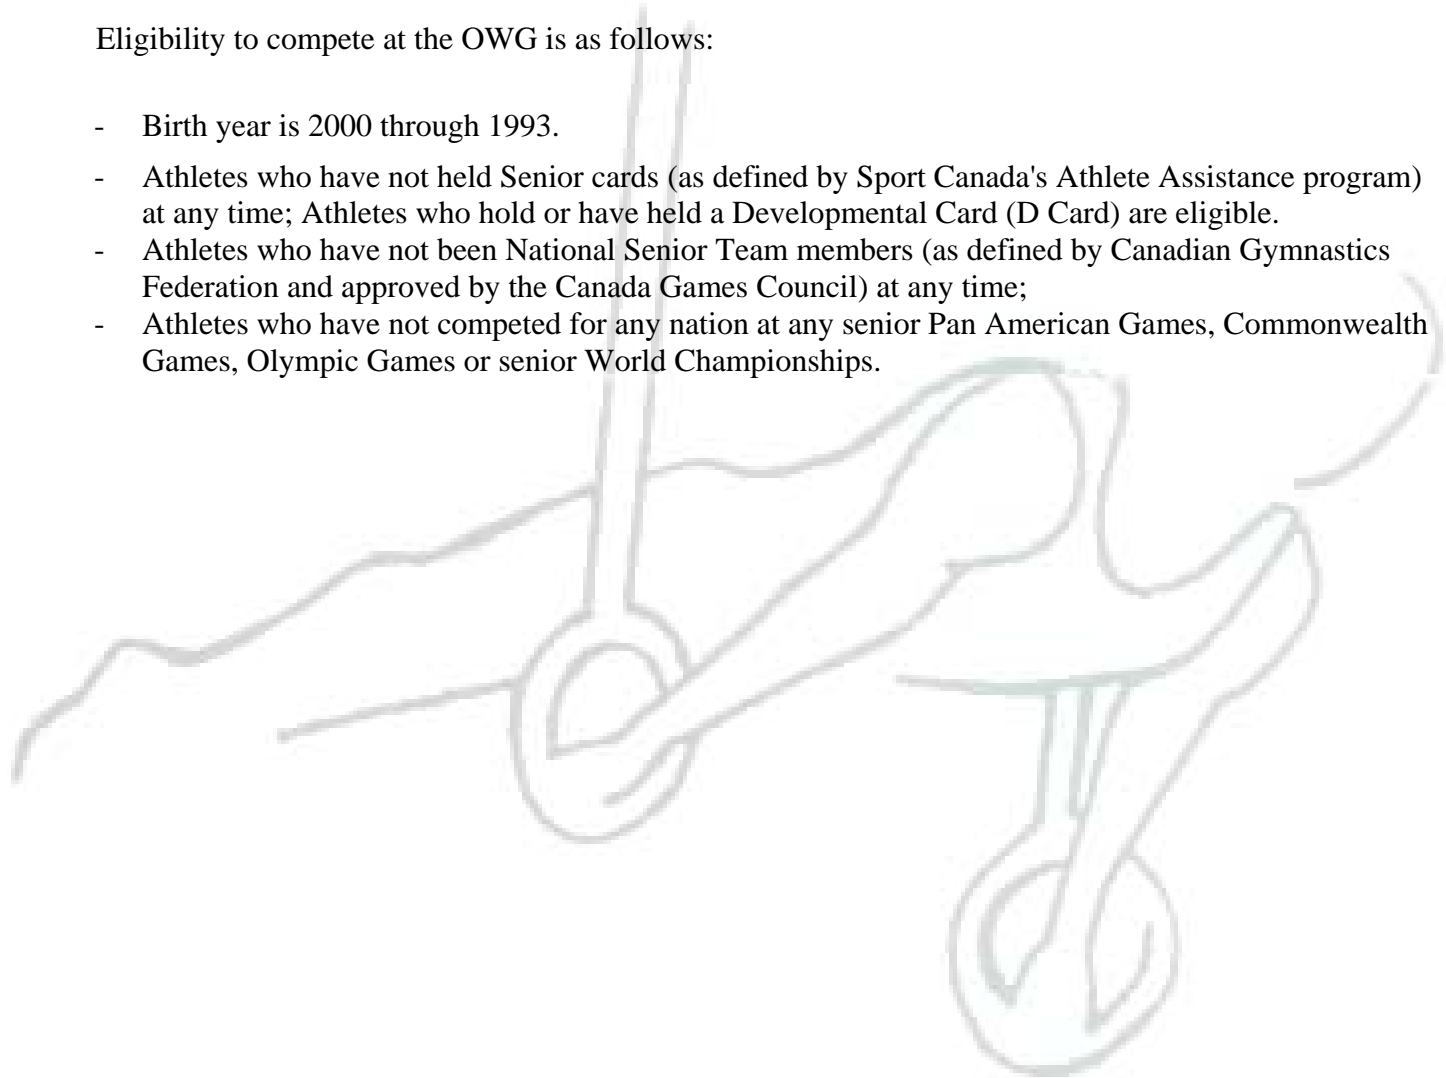 Eligibility to compete at the OWG is as follows:
- Birth year is 2000 through 1993.
- Athletes who have not held Senior cards (as defined by Sport Canada's Athlete Assistance program)
at any time; Athletes who hold or have held a Developmental Card (D Card) are eligible.
- Athletes who have not been National Senior Team members (as defined by Canadian Gymnastics
Federation and approved by the Canada Games Council) at any time;
- Athletes who have not competed for any nation at any senior Pan American Games, Commonwealth
Games, Olympic Games or senior World Championships.